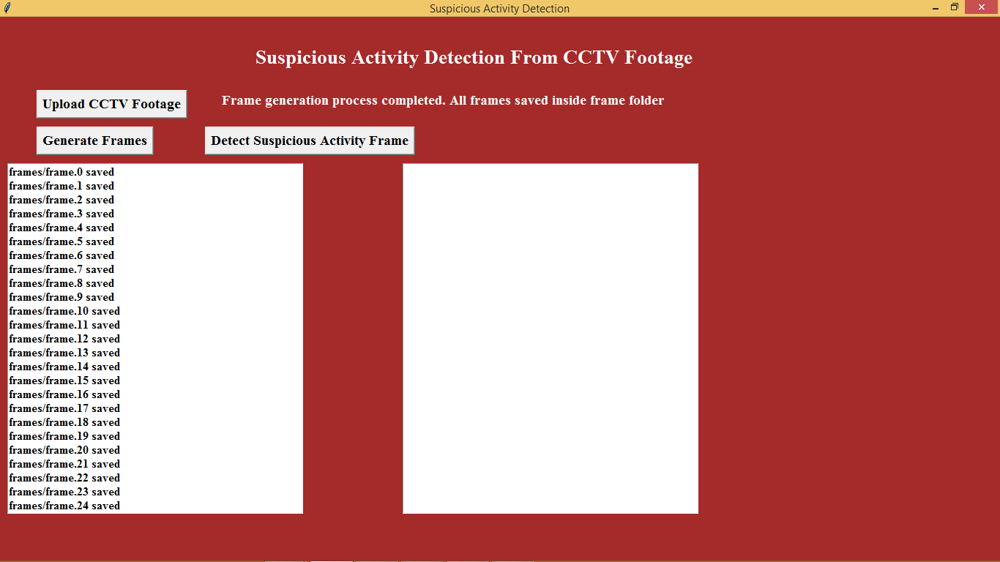 Suspicious Activity Detection
Suspicious Activity Detection From CCTV Footage
Upload CCTV Footage
Frame generation process completed. All frames saved inside frame folder
Generate Frames
Detect Suspicious Activity Frame
frames/frame.0 saved
frames/frame.1 saved
frames/frame.2 saved
frames/frame.3 saved
frames/frame.4 saved
frames/frame.5 saved
frames/frame.6 saved
frames/frame.7 saved
frames/frame.8 saved
frames/frame.9 saved
frames/frame.10 saved
frames/frame.11 saved
frames/frame.12 saved
frames/frame.13 saved
frames/frame.14 saved
frames/frame.15 saved
frames/frame.16 saved
frames/frame.17 saved
frames/frame.18 saved
frames/frame.19 saved
frames/frame.20 saved
frames/frame.21 saved
frames/frame.22 saved
frames/frame.23 saved
frames/frame.24 saved